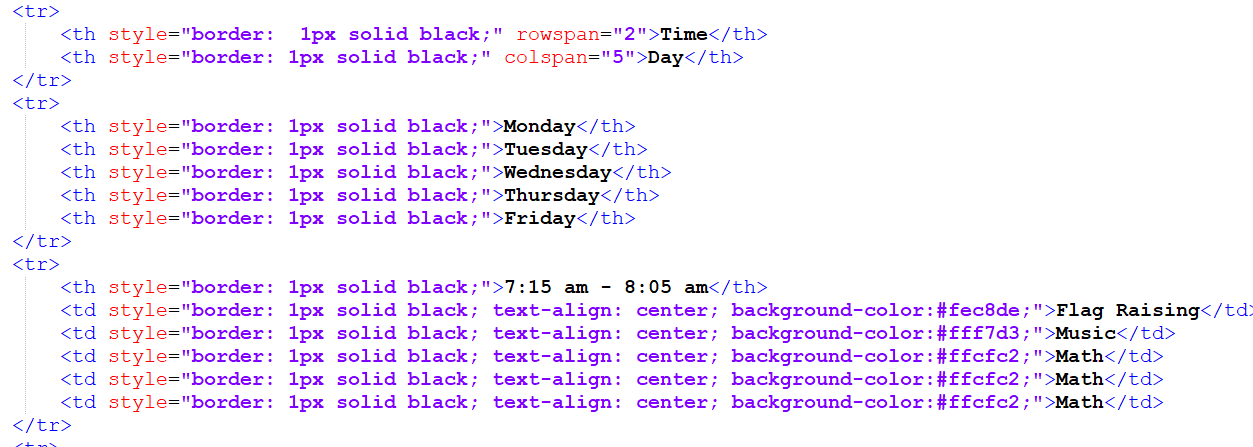 <tr>
    <th style="border:  1px solid black;" rowspan="2">Time</th>
    <th style="border: 1px solid black;" colspan="5">Day</th>
</tr>
<tr>
    <th style="border: 1px solid black;">Monday</th>
    <th style="border: 1px solid black;">Tuesday</th>
    <th style="border: 1px solid black;">Wednesday</th>
    <th style="border: 1px solid black;">Thursday</th>
    <th style="border: 1px solid black;">Friday</th>
</tr>
<tr>
    <th style="border: 1px solid black;">7:15 am - 8:05 am</th>
    <td style="border: 1px solid black; text-align: center; background-color:#fec8de;">Flag Raising</td>
    <td style="border: 1px solid black; text-align: center; background-color:#fff7d3;">Music</td>
    <td style="border: 1px solid black; text-align: center; background-color:#ffcfc2;">Math</td>
    <td style="border: 1px solid black; text-align: center; background-color:#ffcfc2;">Math</td>
    <td style="border: 1px solid black; text-align: center; background-color:#ffcfc2;">Math</td>
</tr>
<tr>